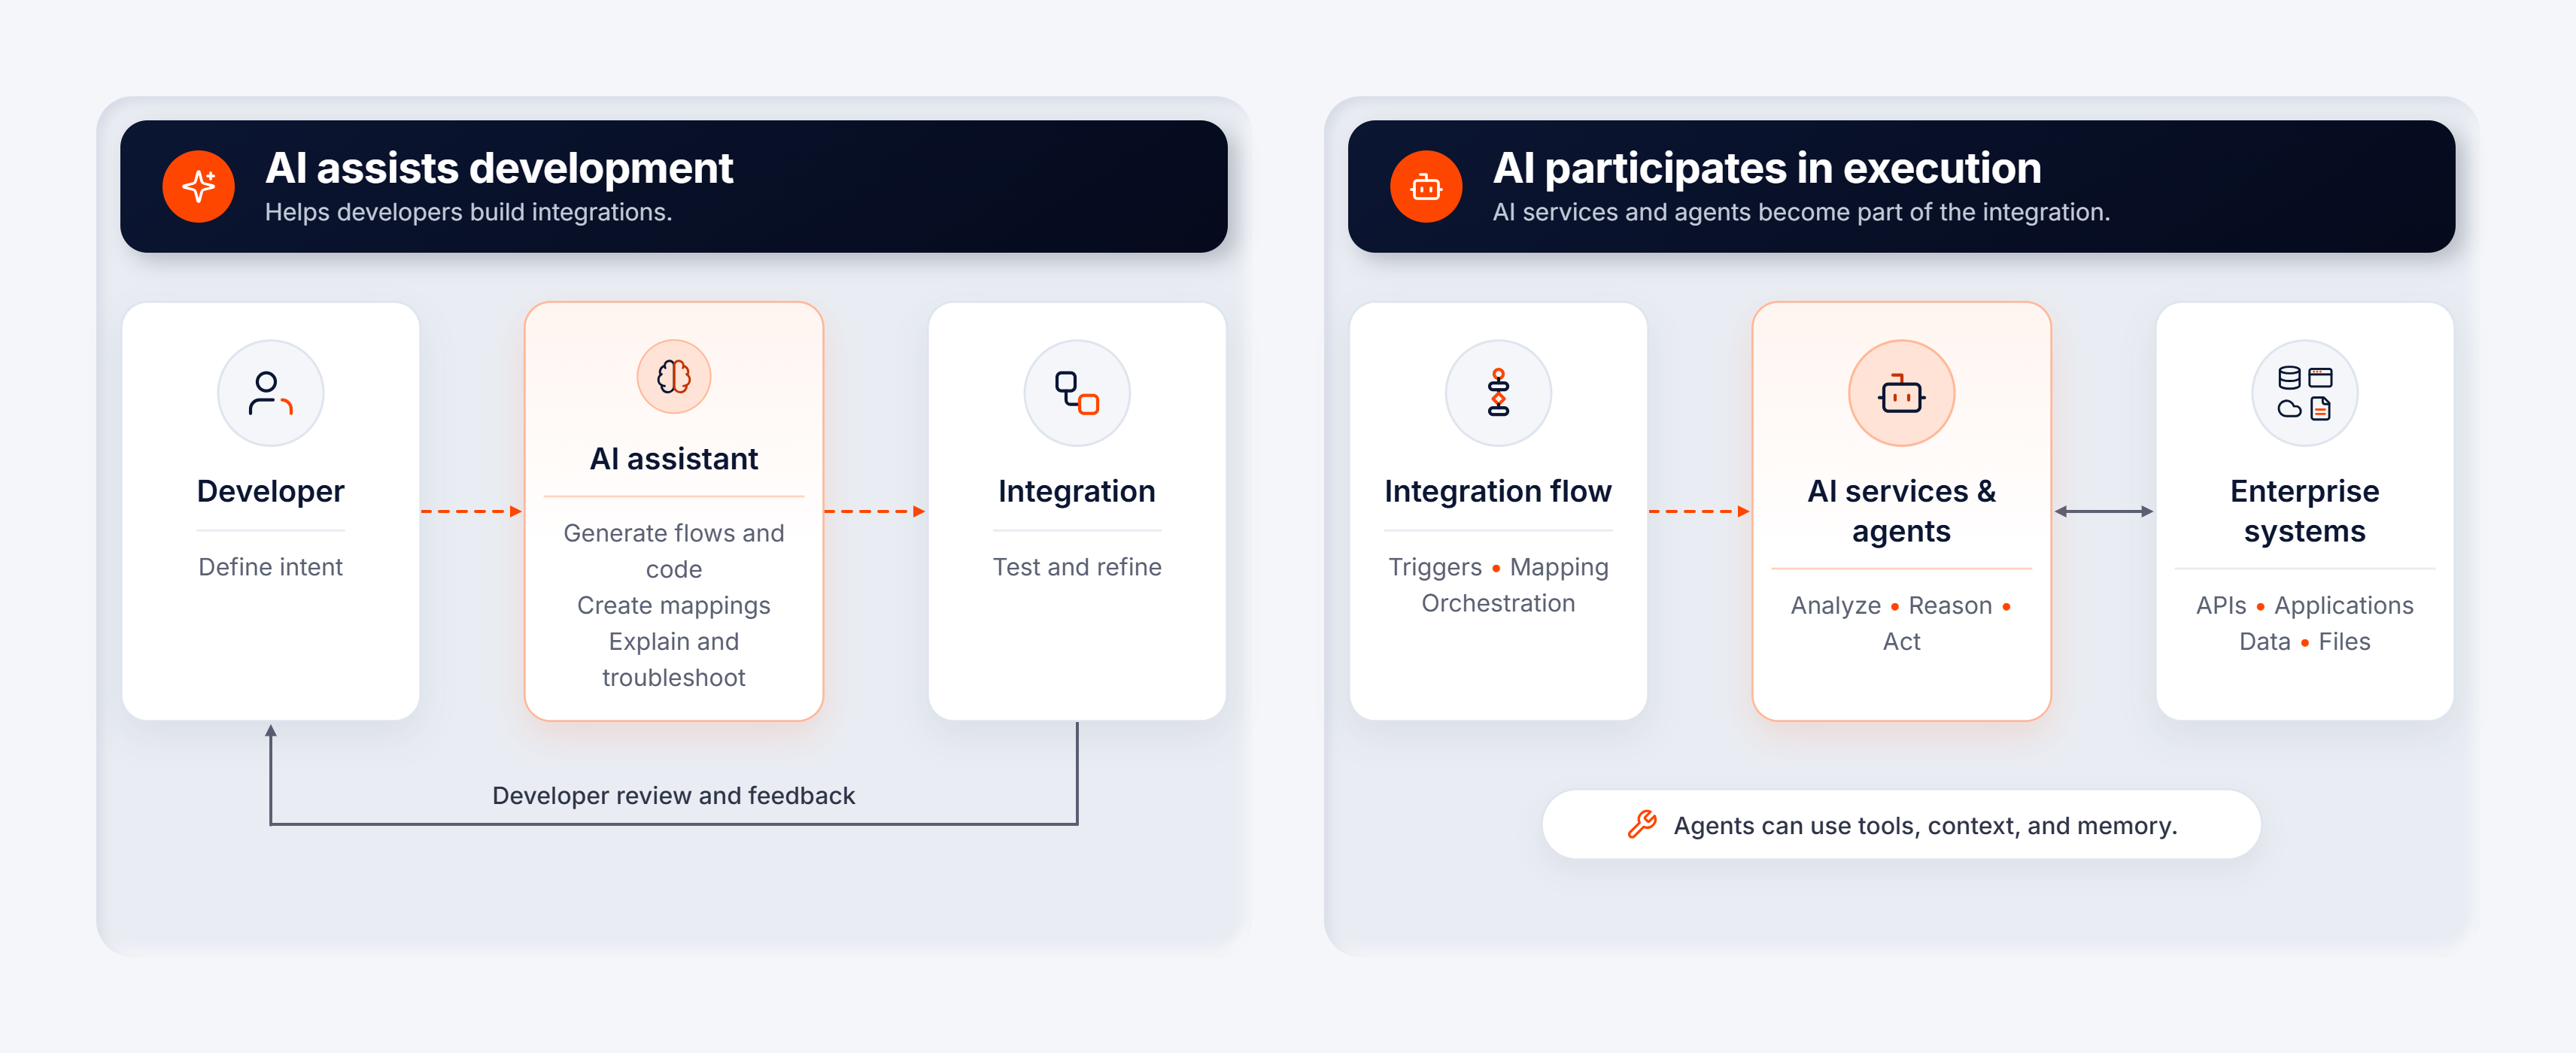 AI assists development
Helps developers build integrations.
Developer
Define intent
AI assistant
Generate flows and
code
Create mappings
Explain and
troubleshoot
Integration
Test and refine
Developer review and feedback
AI participates in execution
AI services and agents become part of the integration.
Integration flow
Triggers • Mapping
Orchestration
AI services &
agents
Analyze • Reason •
Act
Enterprise
systems
APIs • Applications
Data • Files
Agents can use tools, context, and memory.